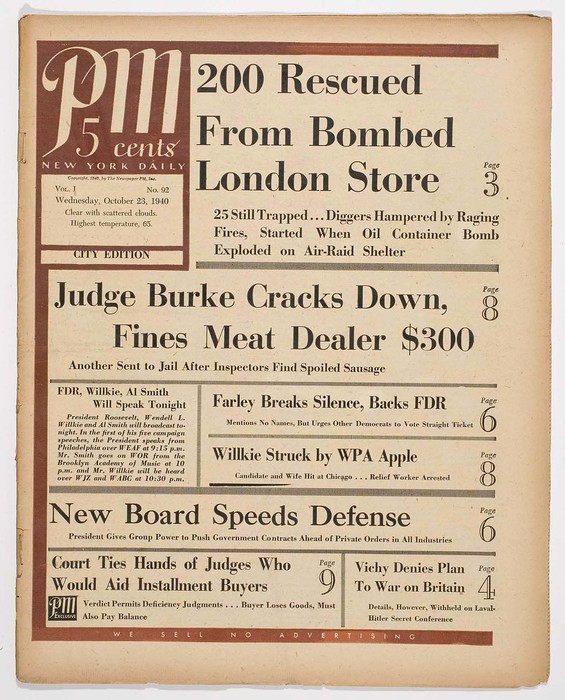 PM
5 cents
NEW YORK DAILY
Copyright, 1940, by The Newspaper PM, Inc.
VOL. I No. 92
Wednesday, October 23, 1940
Clear with scattered clouds.
Highest temperature, 65.
CITY EDITION
200 Rescued
From Bombed
London Store
Page
3
25 Still Trapped . . . Diggers Hampered by Raging
Fires, Started When Oil Container Bomb
Exploded on Air-Raid Shelter
Judge Burke Cracks Down,
Fines Meat Dealer $300
Page
8
Another Sent to Jail After Inspectors Find Spoiled Sausage
FDR, Willkie, Al Smith
Will Speak Tonight
President Roosevelt, Wendell L.
Willkie and Al Smith will broadcast to-
night. In the first of his five campaign
speeches, the President speaks from
Philadelphia over WEAF at 9:15 p.m.
Mr. Smith goes on WOR from the
Brooklyn Academy of Music at 10
p.m. and Mr. Willkie will be heard
over WJZ and WABC at 10:30 p.m.
Farley Breaks Silence, Backs FDR
Page
6
Mentions No Names, But Urges Other Democrats to Vote Straight Ticket
Willkie Struck by WPA Apple
Page
8
Candidate and Wife Hit at Chicago . . . Relief Worker Arrested
New Board Speeds Defense
Page
6
President Gives Group Power to Push Government Contracts Ahead of Private Orders in All Industries
Court Ties Hands of Judges Who
Would Aid Installment Buyers
Page
9
PM
EXCLUSIVE
Verdict Permits Deficiency Judgments . . . Buyer Loses Goods, Must
Also Pay Balance
Vichy Denies Plan
To War on Britain
Page
4
Details, However, Withheld on Laval-
Hitler Secret Conference
WE SELL NO ADVERTISING